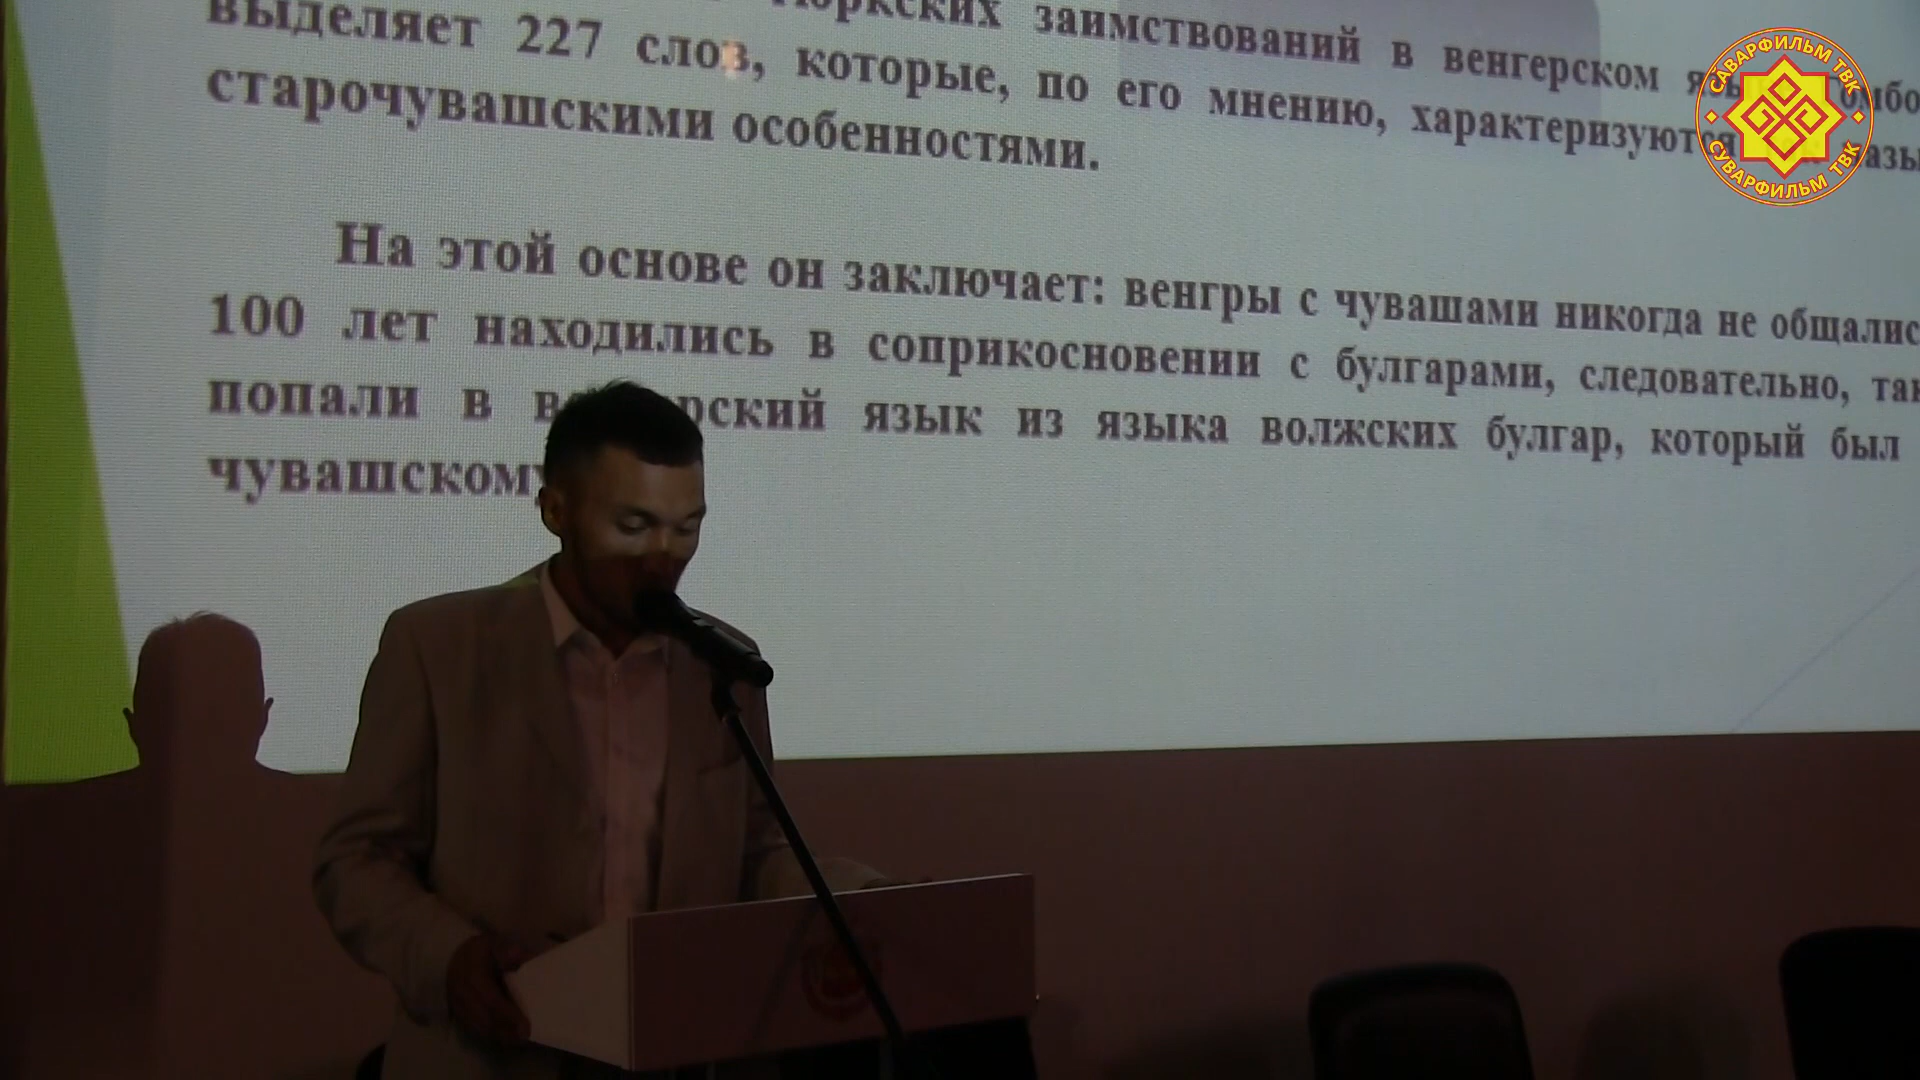 заимствований в венгерском
выделяет 227 слов, которые, по его мнению, характеризуются
старочувашскими особенностями.
На этой основе он заключает: венгры с чувашами никогда не
100 лет находились в соприкосновении с булгарами, следовательно,
попали в язык из языка волжских булгар, который был
САВАРФИЛЬМ ТВК
СУВАРФИЛЬМ ТВК